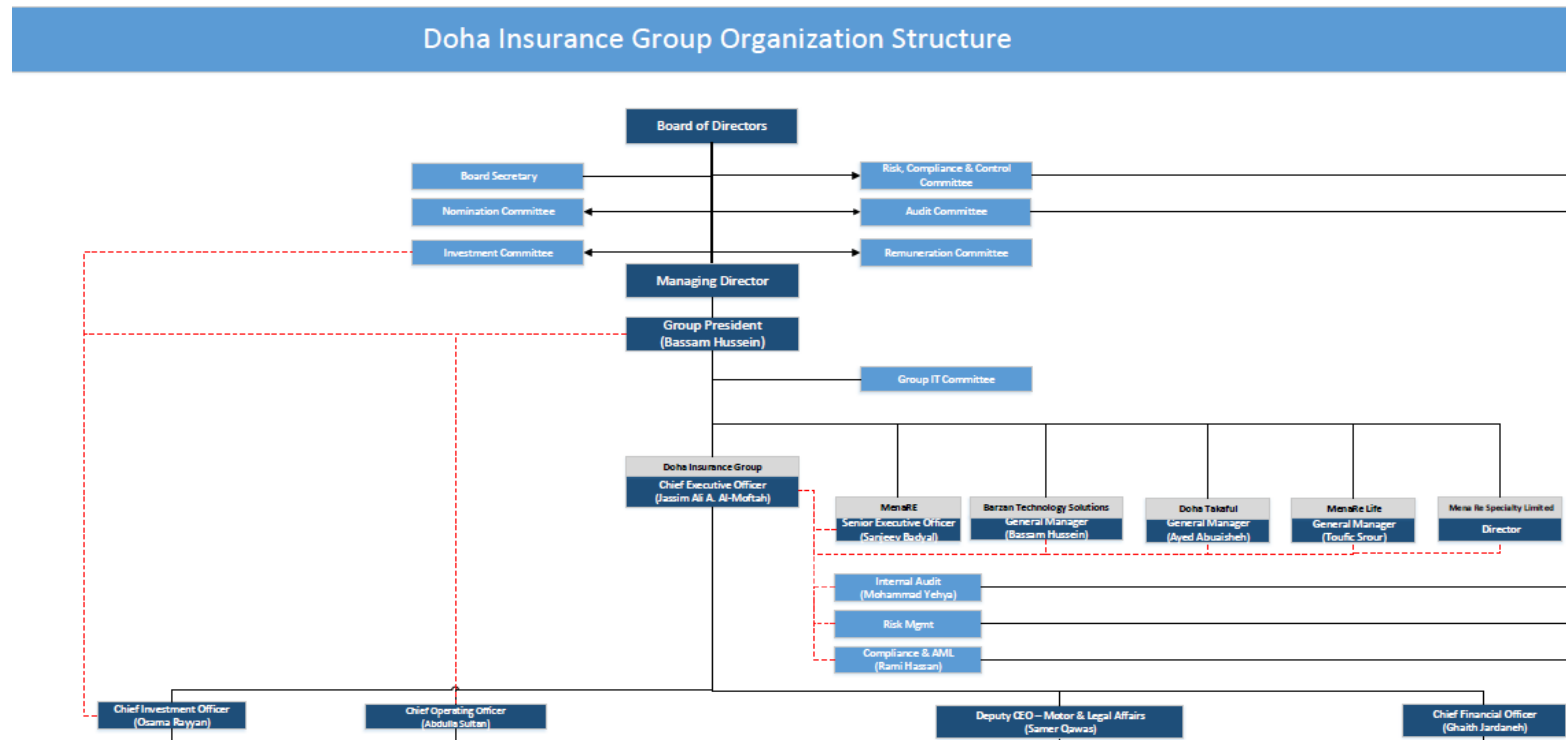 Doha Insurance Group Organization Structure
Board of Directors
Board Secretary
Risk, Compliance & Control
Committee
Nomination Committee
Audit Committee
Investment Committee
Remuneration Committee
Managing Director
Group President
(Bassam Hussein)
Group IT Committee
Doha Insurance Group
Chief Executive Officer
(Jassim Ali A. Al-Moftah)
MenaRE
Senior Executive Officer
(Sanjeev Badyal)
Barzan Technology Solutions
General Manager
(Bassam Hussein)
Doha Takaful
General Manager
(Ayed Abuaisheh)
MenaRe Life
General Manager
(Toufic Srour)
Mena Re Specialty Limited
Director
Internal Audit
(Mohammad Yehya)
Risk Mgmt
Compliance & AML
(Rami Hassan)
Chief Investment Officer
(Osama Rayyan)
Chief Operating Officer
(Abdulla Sultan)
Deputy CEO – Motor & Legal Affairs
(Samer Qawas)
Chief Financial Officer
(Ghaith Jardaneh)